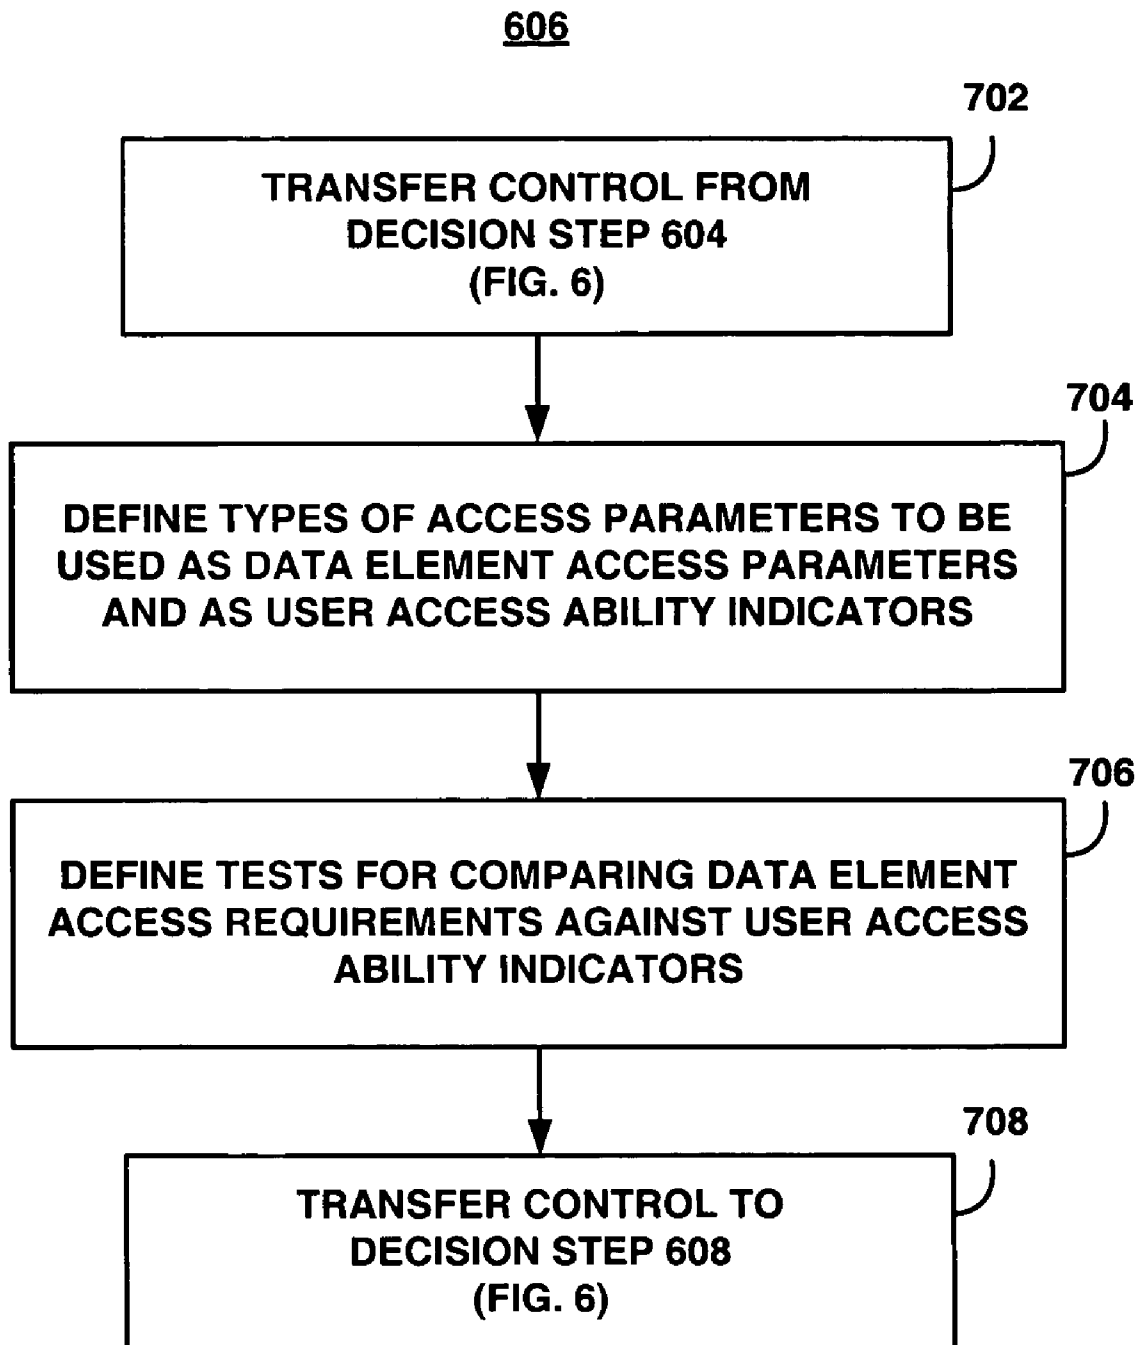 606
702
TRANSFER CONTROL FROM
DECISION STEP 604
(FIG. 6)
704
DEFINE TYPES OF ACCESS PARAMETERS TO BE
USED AS DATA ELEMENT ACCESS PARAMETERS
AND AS USER ACCESS ABILITY INDICATORS
706
DEFINE TESTS FOR COMPARING DATA ELEMENT
ACCESS REQUIREMENTS AGAINST USER ACCESS
ABILITY INDICATORS
708
TRANSFER CONTROL TO
DECISION STEP 608
(FIG. 6)